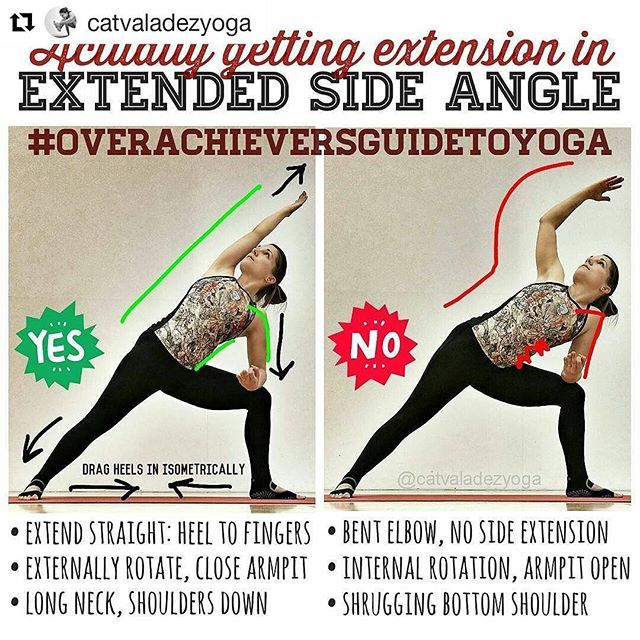 catvaladezyoga
Actually getting extension in
EXTENDED SIDE ANGLE
#OVERACHIEVERSGUIDETOYOGA
YES
NO
DRAG HEELS IN ISOMETRICALLY
@catvaladezyoga
• EXTEND STRAIGHT: HEEL TO FINGERS
• EXTERNALLY ROTATE, CLOSE ARMPIT
• LONG NECK, SHOULDERS DOWN
• BENT ELBOW, NO SIDE EXTENSION
• INTERNAL ROTATION, ARMPIT OPEN
• SHRUGGING BOTTOM SHOULDER